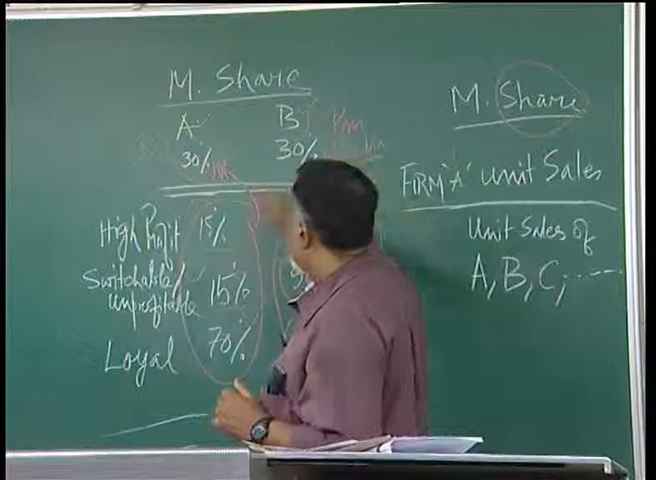 M. Share
A B
30% 30%
High Profit 15%
Switchable/ 15%
Unprofitable
Loyal 70%
M. Share
FIRM 'A' unit Sales
Unit Sales of
A, B, C, .....